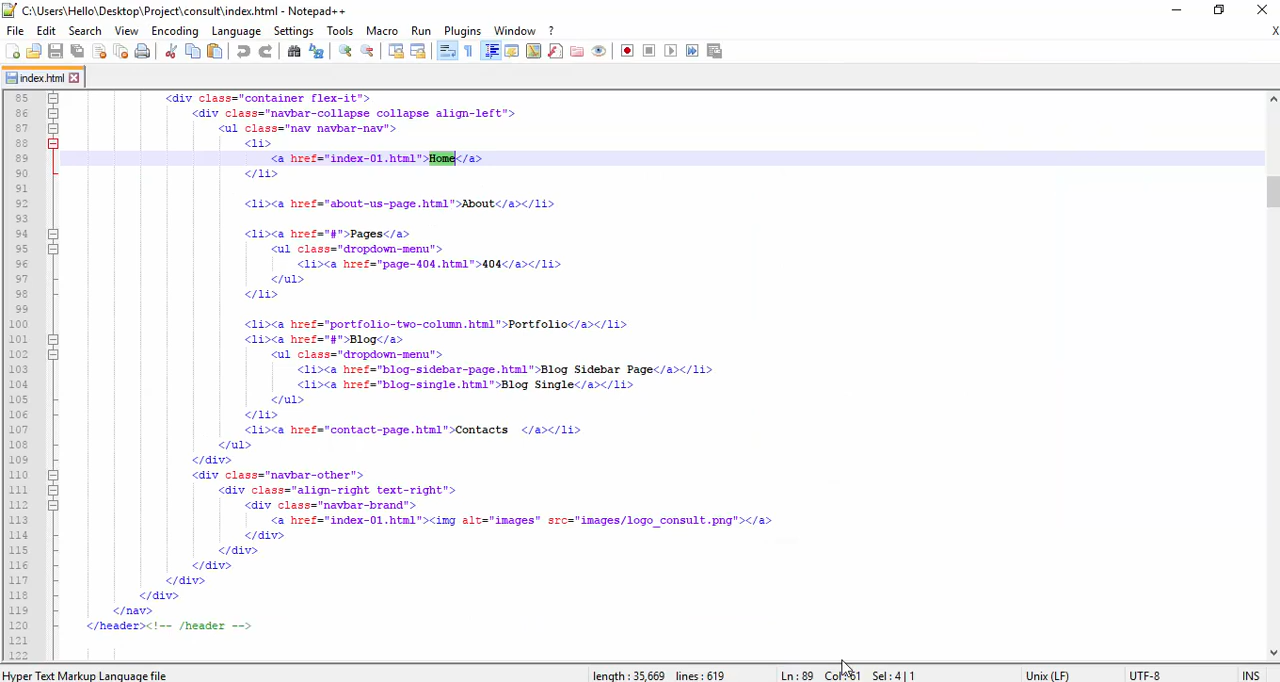 C:\Users\Hello\Desktop\Project\consult\index.html - Notepad++
File Edit Search View Encoding Language Settings Tools Macro Run Plugins Window ? X
index.html
85 <div class="container flex-it">
86 <div class="navbar-collapse collapse align-left">
87 <ul class="nav navbar-nav">
88 <li>
89 <a href="index-01.html">Home</a>
90 </li>
91
92 <li><a href="about-us-page.html">About</a></li>
93
94 <li><a href="#">Pages</a>
95 <ul class="dropdown-menu">
96 <li><a href="page-404.html">404</a></li>
97 </ul>
98 </li>
99
100 <li><a href="portfolio-two-column.html">Portfolio</a></li>
101 <li><a href="#">Blog</a>
102 <ul class="dropdown-menu">
103 <li><a href="blog-sidebar-page.html">Blog Sidebar Page</a></li>
104 <li><a href="blog-single.html">Blog Single</a></li>
105 </ul>
106 </li>
107 <li><a href="contact-page.html">Contacts  </a></li>
108 </ul>
109 </div>
110 <div class="navbar-other">
111 <div class="align-right text-right">
112 <div class="navbar-brand">
113 <a href="index-01.html"><img alt="images" src="images/logo_consult.png"></a>
114 </div>
115 </div>
116 </div>
117 </div>
118 </div>
119 </nav>
120 </header><!-- /header -->
121
122
Hyper Text Markup Language file length : 35,669 lines : 619 Ln : 89 Col : 61 Sel : 4 | 1 Unix (LF) UTF-8 INS